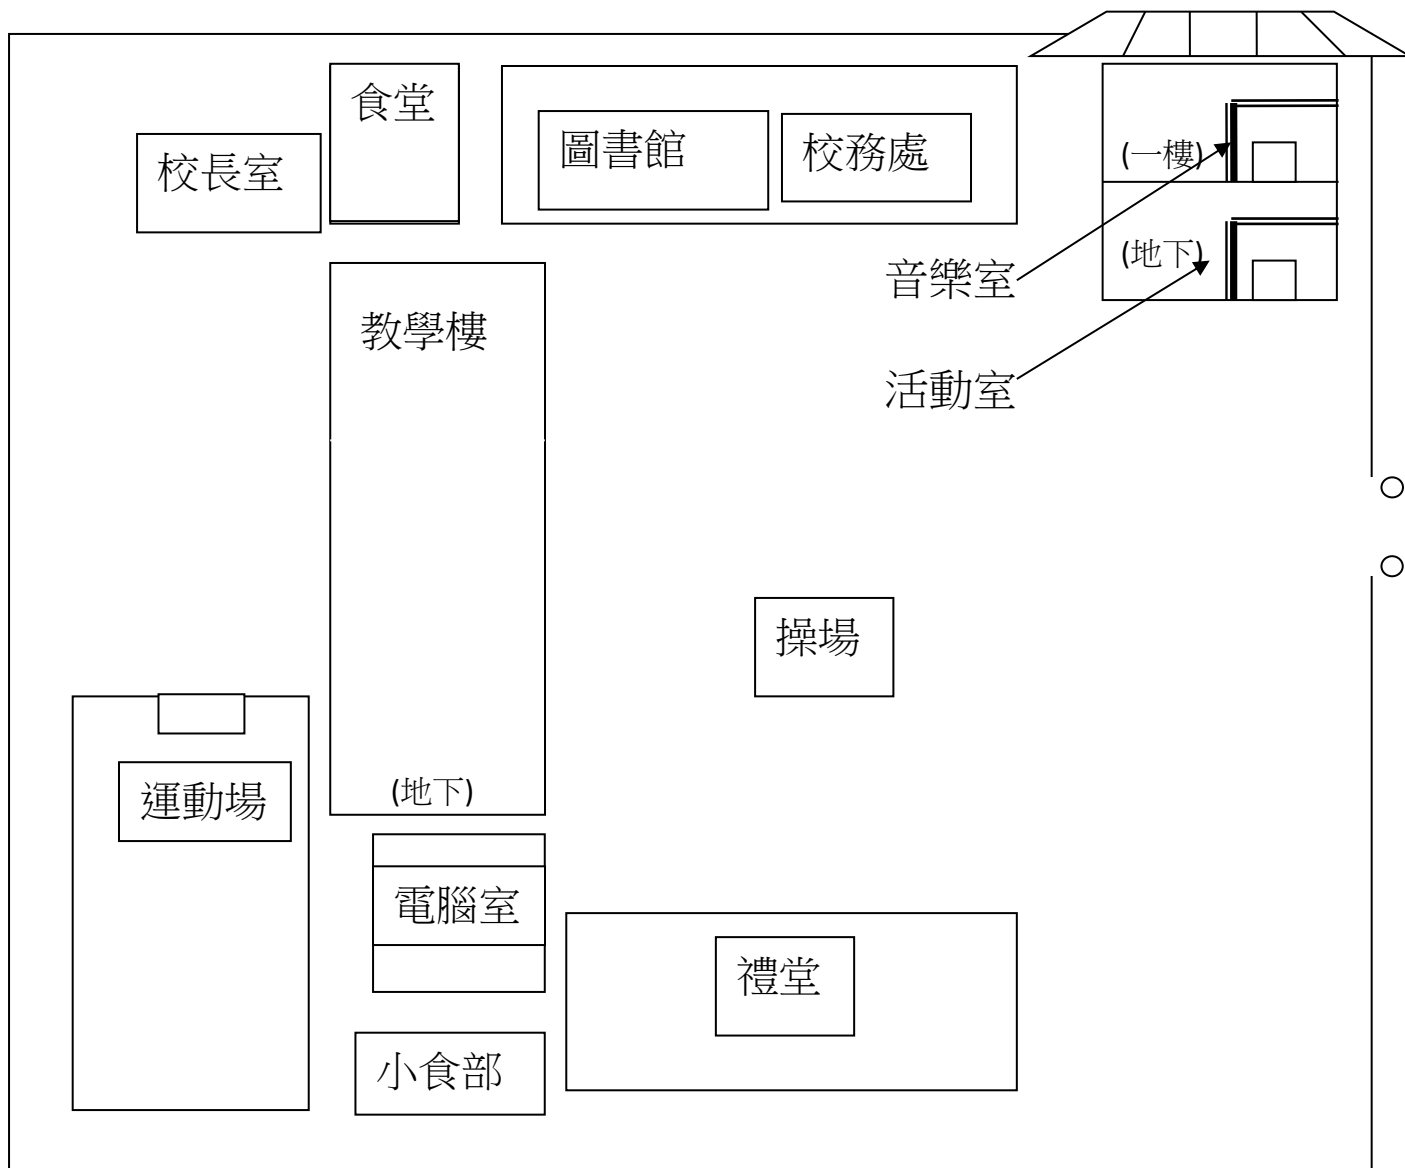 食堂
校長室
圖書館
校務處
(一樓)
(地下)
音樂室
教學樓
活動室
操場
運動場
(地下)
電腦室
禮堂
小食部